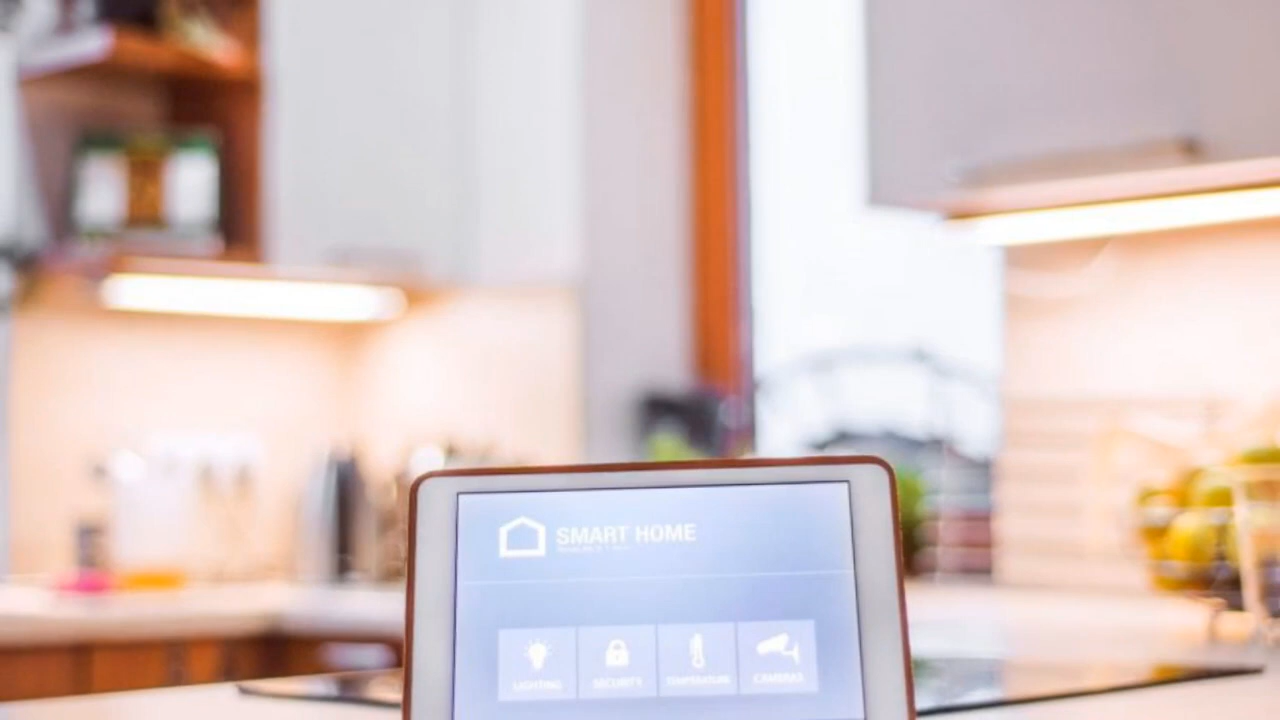 SMART HOME
LIGHTING
SECURITY
TEMPERATURE
CAMERAS